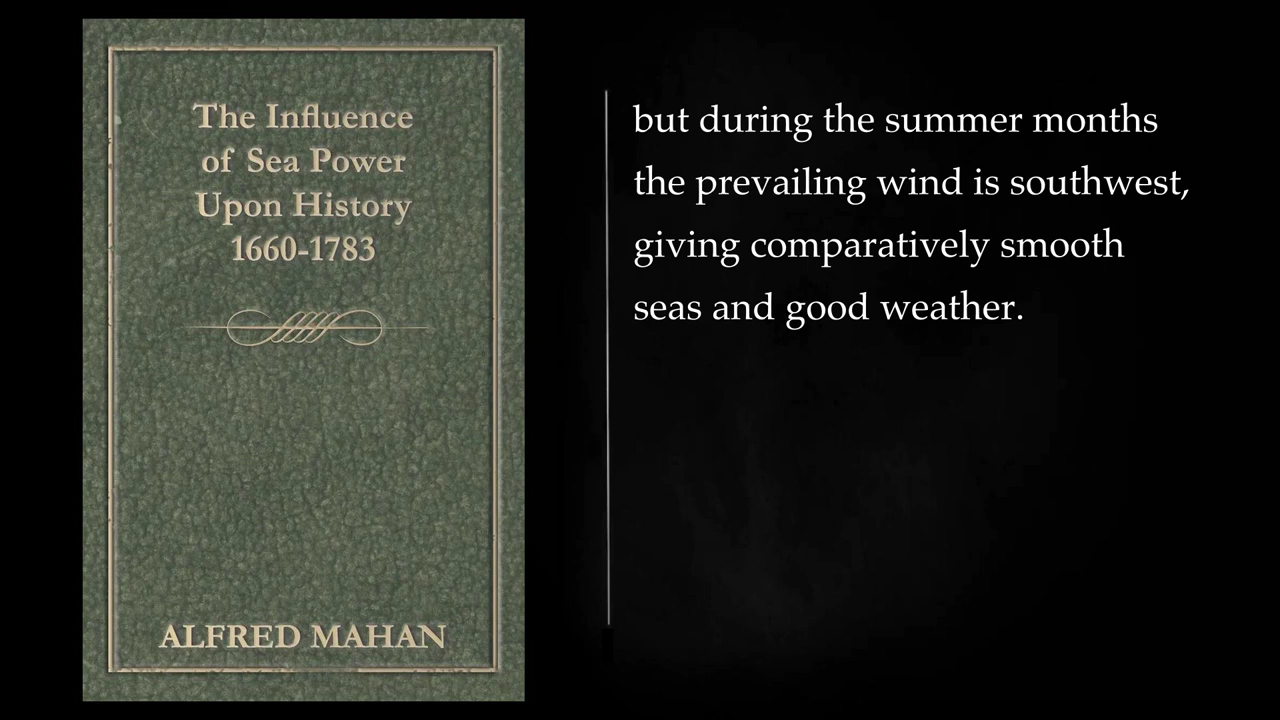 The Influence
of Sea Power
Upon History
1660-1783
ALFRED MAHAN
but during the summer months
the prevailing wind is southwest,
giving comparatively smooth
seas and good weather.